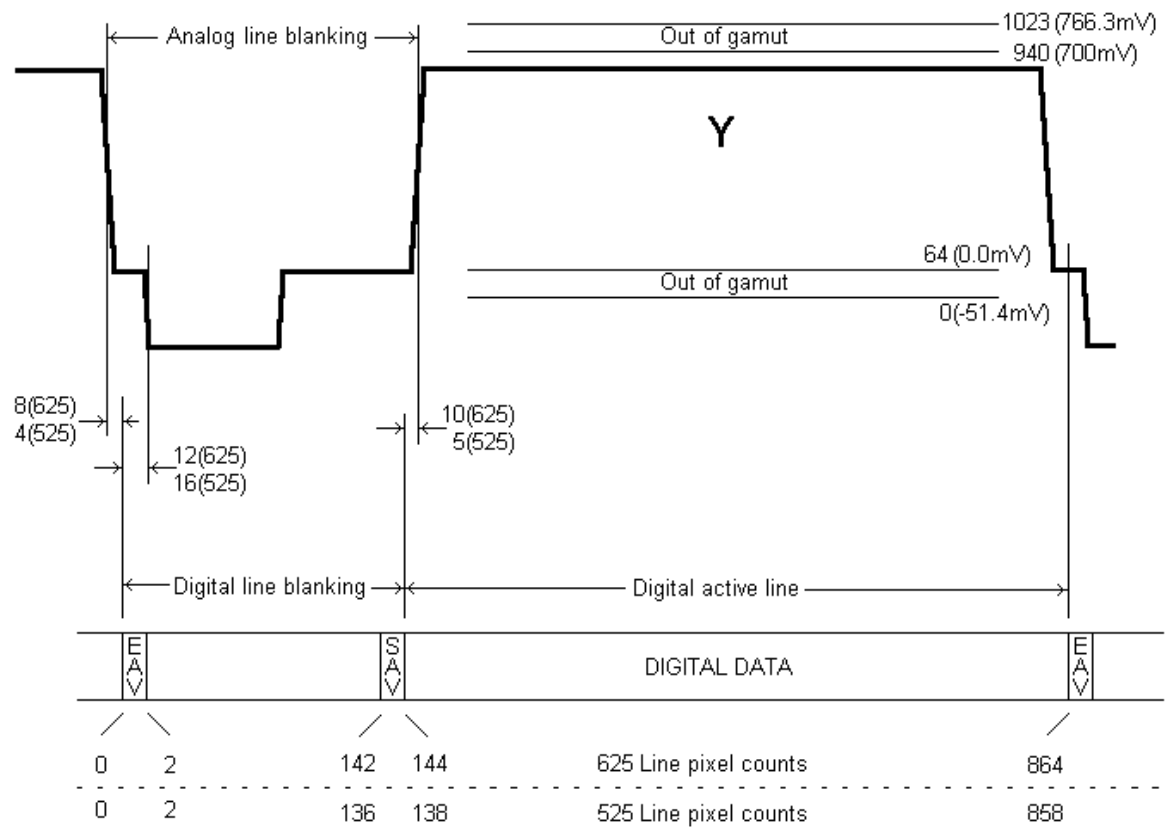 1023 (766.3mV)
Analog line blanking
Out of gamut
940 (700mV)
Y
64 (0.0mV)
Out of gamut
0(-51.4mV)
8(625)
4(525)
10(625)
5(525)
12(625)
16(525)
Digital line blanking
Digital active line
EAV
SAV
DIGITAL DATA
EAV
0 2 142 144 625 Line pixel counts 864
0 2 136 138 525 Line pixel counts 858